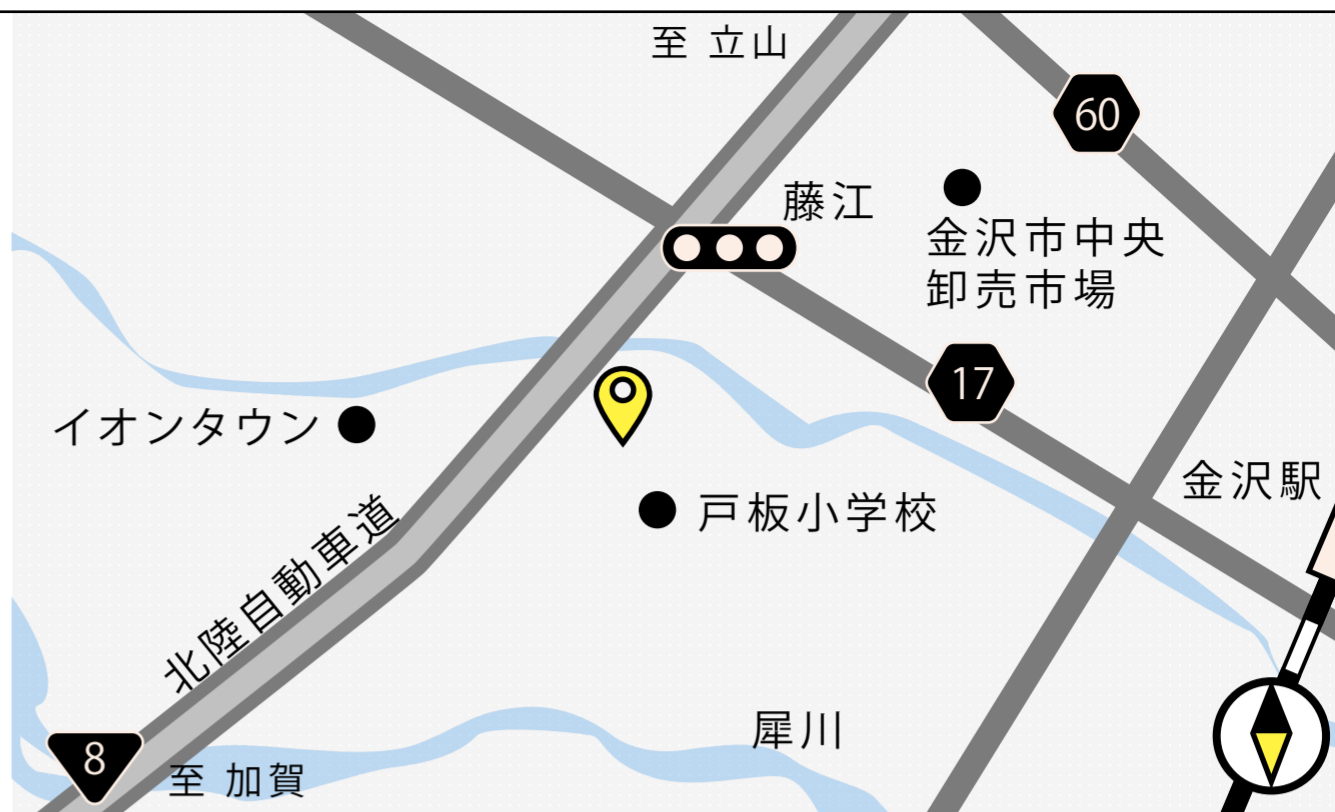 至 立山
60
藤江
金沢市中央
卸売市場
17
イオンタウン
金沢駅
戸板小学校
北陸自動車道
犀川
8
至 加賀